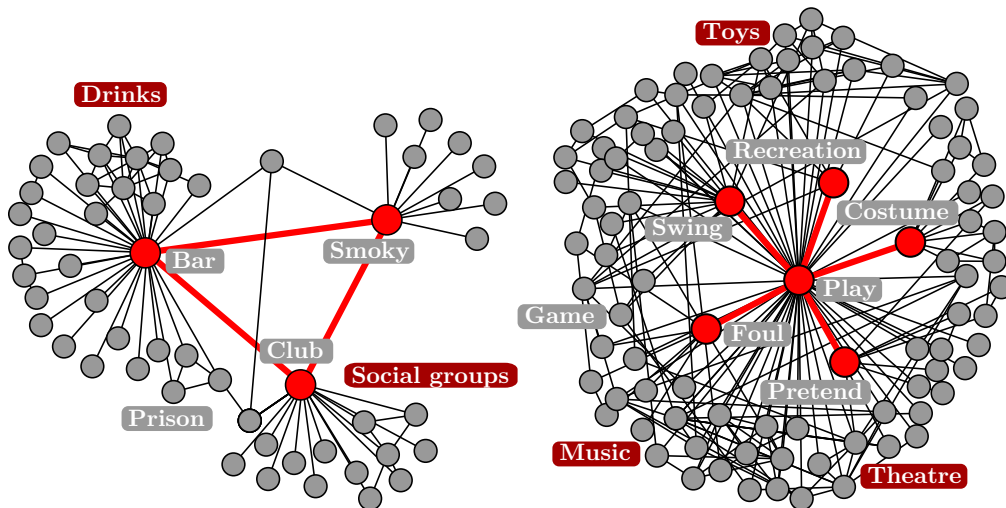 Drinks
Bar
Smoky
Club
Social groups
Prison
Toys
Recreation
Costume
Swing
Play
Game
Foul
Pretend
Music
Theatre